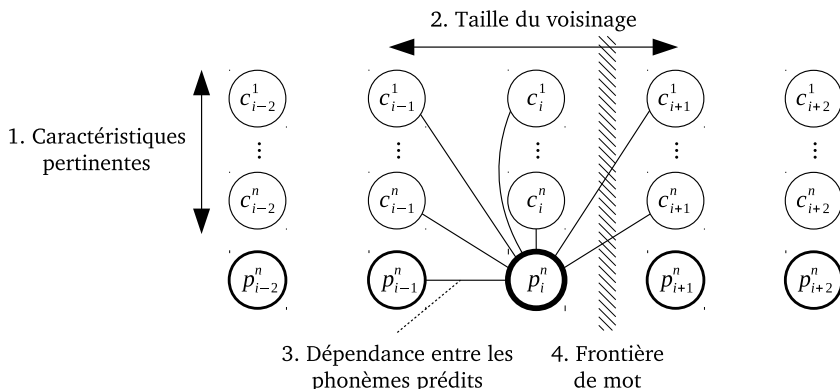 2. Taille du voisinage
c^1_{i-2} c^1_{i-1} c^1_i c^1_{i+1} c^1_{i+2}
1. Caractéristiques
pertinentes
⋮ ⋮ ⋮ ⋮ ⋮
c^n_{i-2} c^n_{i-1} c^n_i c^n_{i+1} c^n_{i+2}
p^n_{i-2} p^n_{i-1} p^n_i p^n_{i+1} p^n_{i+2}
3. Dépendance entre les
phonèmes prédits
4. Frontière
de mot